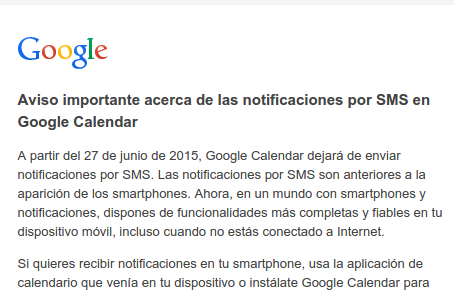 Google
Aviso importante acerca de las notificaciones por SMS en
Google Calendar
A partir del 27 de junio de 2015, Google Calendar dejará de enviar
notificaciones por SMS. Las notificaciones por SMS son anteriores a la
aparición de los smartphones. Ahora, en un mundo con smartphones y
notificaciones, dispones de funcionalidades más completas y fiables en tu
dispositivo móvil, incluso cuando no estás conectado a Internet.
Si quieres recibir notificaciones en tu smartphone, usa la aplicación de
calendario que venía en tu dispositivo o instálate Google Calendar para